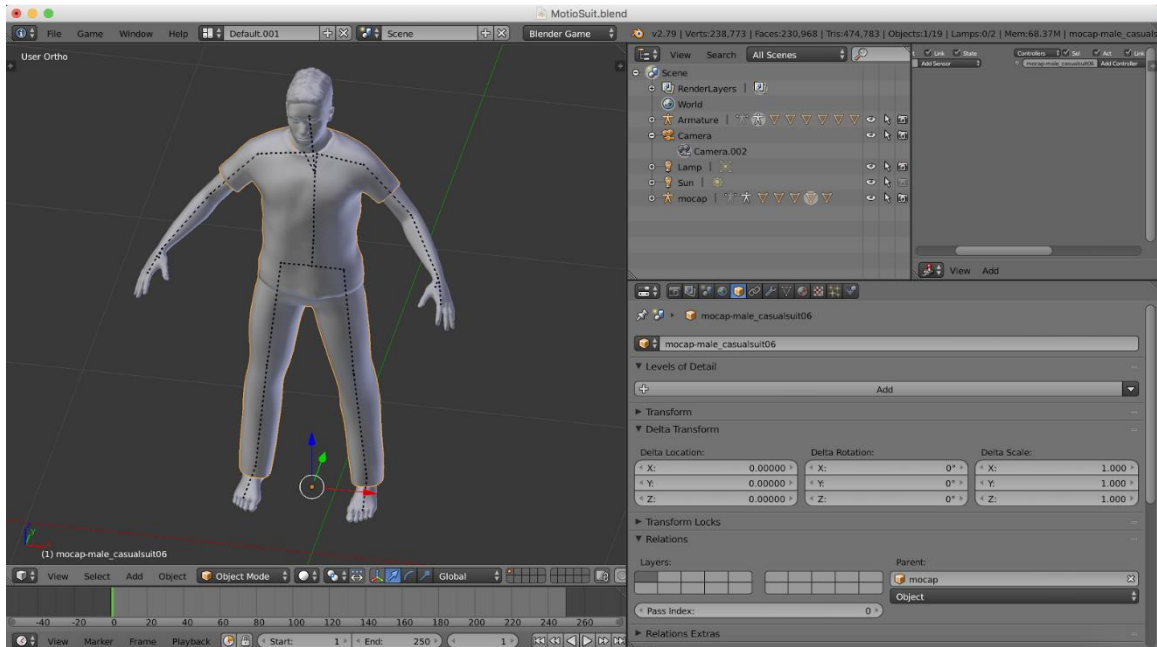 MotioSuit.blend
File Game Window Help Default.001 Scene Blender Game v2.79 | Verts:238,773 | Faces:230,968 | Tris:474,783 | Objects:1/19 | Lamps:0/2 | Mem:68.37M | mocap-male_casuals
User Ortho
View Search All Scenes
Link State Controllers Sel Act Link
Add Sensor mocap-male_casualsuit06 Add Controller
Scene
RenderLayers |
World
Armature |
Camera
Camera.002
Lamp |
Sun |
mocap |
View Add
mocap-male_casualsuit06
mocap-male_casualsuit06
Levels of Detail
Add
Transform
Delta Transform
Delta Location: Delta Rotation: Delta Scale:
X: 0.00000 X: 0° X: 1.000
Y: 0.00000 Y: 0° Y: 1.000
Z: 0.00000 Z: 0° Z: 1.000
Transform Locks
Relations
Layers: Parent:
mocap
Object
Pass Index: 0
Relations Extras
(1) mocap-male_casualsuit06
View Select Add Object Object Mode Global
-40 -20 0 20 40 60 80 100 120 140 160 180 200 220 240 260
View Marker Frame Playback Start: 1 End: 250 1